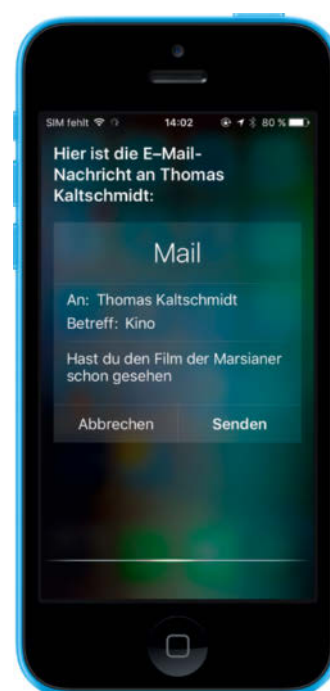 SIM fehlt 14:02 80 %
Hier ist die E-Mail-
Nachricht an Thomas
Kaltschmidt:
Mail
An: Thomas Kaltschmidt
Betreff: Kino
Hast du den Film der Marsianer
schon gesehen
Abbrechen Senden